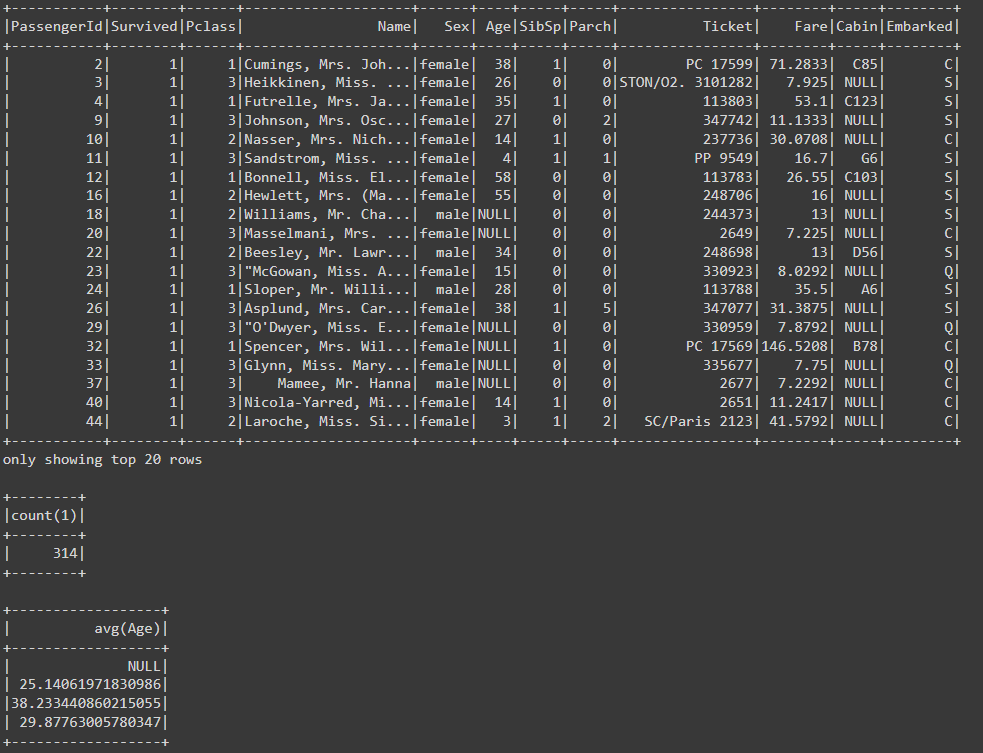 +-----------+--------+------+--------------------+------+----+-----+-----+----------------+--------+-----+--------+
|PassengerId|Survived|Pclass|                Name|   Sex| Age|SibSp|Parch|          Ticket|    Fare|Cabin|Embarked|
+-----------+--------+------+--------------------+------+----+-----+-----+----------------+--------+-----+--------+
|          2|       1|     1|Cumings, Mrs. Joh...|female|  38|    1|    0|        PC 17599| 71.2833|  C85|       C|
|          3|       1|     3|Heikkinen, Miss. ...|female|  26|    0|    0|STON/O2. 3101282|   7.925| NULL|       S|
|          4|       1|     1|Futrelle, Mrs. Ja...|female|  35|    1|    0|          113803|    53.1| C123|       S|
|          9|       1|     3|Johnson, Mrs. Osc...|female|  27|    0|    2|          347742| 11.1333| NULL|       S|
|         10|       1|     2|Nasser, Mrs. Nich...|female|  14|    1|    0|          237736| 30.0708| NULL|       C|
|         11|       1|     3|Sandstrom, Miss. ...|female|   4|    1|    1|         PP 9549|    16.7|   G6|       S|
|         12|       1|     1|Bonnell, Miss. El...|female|  58|    0|    0|          113783|   26.55| C103|       S|
|         16|       1|     2|Hewlett, Mrs. (Ma...|female|  55|    0|    0|          248706|      16| NULL|       S|
|         18|       1|     2|Williams, Mr. Cha...|  male|NULL|    0|    0|          244373|      13| NULL|       S|
|         20|       1|     3|Masselmani, Mrs. ...|female|NULL|    0|    0|            2649|   7.225| NULL|       C|
|         22|       1|     2|Beesley, Mr. Lawr...|  male|  34|    0|    0|          248698|      13|  D56|       S|
|         23|       1|     3|"McGowan, Miss. A...|female|  15|    0|    0|          330923|  8.0292| NULL|       Q|
|         24|       1|     1|Sloper, Mr. Willi...|  male|  28|    0|    0|          113788|    35.5|   A6|       S|
|         26|       1|     3|Asplund, Mrs. Car...|female|  38|    1|    5|          347077| 31.3875| NULL|       S|
|         29|       1|     3|"O'Dwyer, Miss. E...|female|NULL|    0|    0|          330959|  7.8792| NULL|       Q|
|         32|       1|     1|Spencer, Mrs. Wil...|female|NULL|    1|    0|        PC 17569|146.5208|  B78|       C|
|         33|       1|     3|Glynn, Miss. Mary...|female|NULL|    0|    0|          335677|    7.75| NULL|       Q|
|         37|       1|     3|    Mamee, Mr. Hanna|  male|NULL|    0|    0|            2677|  7.2292| NULL|       C|
|         40|       1|     3|Nicola-Yarred, Mi...|female|  14|    1|    0|            2651| 11.2417| NULL|       C|
|         44|       1|     2|Laroche, Miss. Si...|female|   3|    1|    2|   SC/Paris 2123| 41.5792| NULL|       C|
+-----------+--------+------+--------------------+------+----+-----+-----+----------------+--------+-----+--------+
only showing top 20 rows
+--------+
|count(1)|
+--------+
|     314|
+--------+
+------------------+
|          avg(Age)|
+------------------+
|              NULL|
| 25.14061971830986|
|38.233440860215055|
| 29.87763005780347|
+------------------+